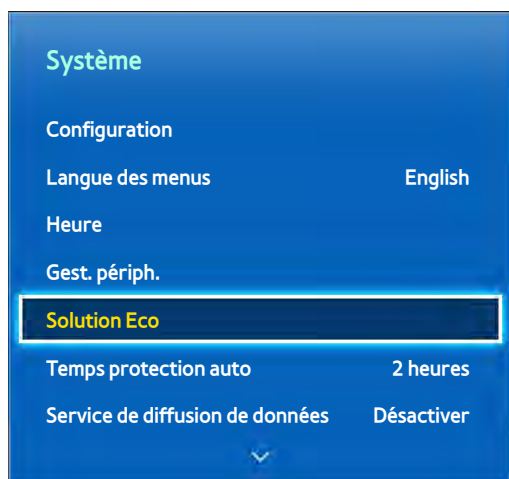 Système
Configuration
Langue des menus English
Heure
Gest. périph.
Solution Eco
Temps protection auto 2 heures
Service de diffusion de données Désactiver